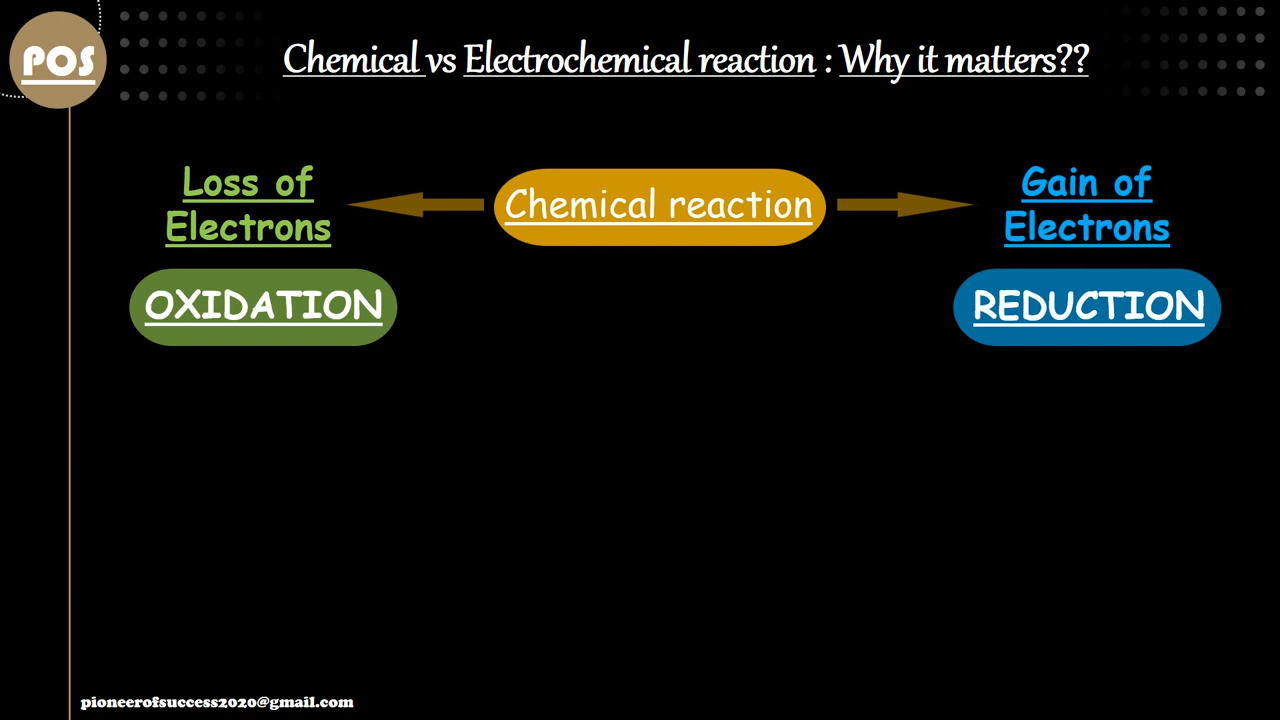 POS
Chemical vs Electrochemical reaction : Why it matters??
Loss of
Electrons
Chemical reaction
Gain of
Electrons
OXIDATION
REDUCTION
pioneerofsuccess2020@gmail.com